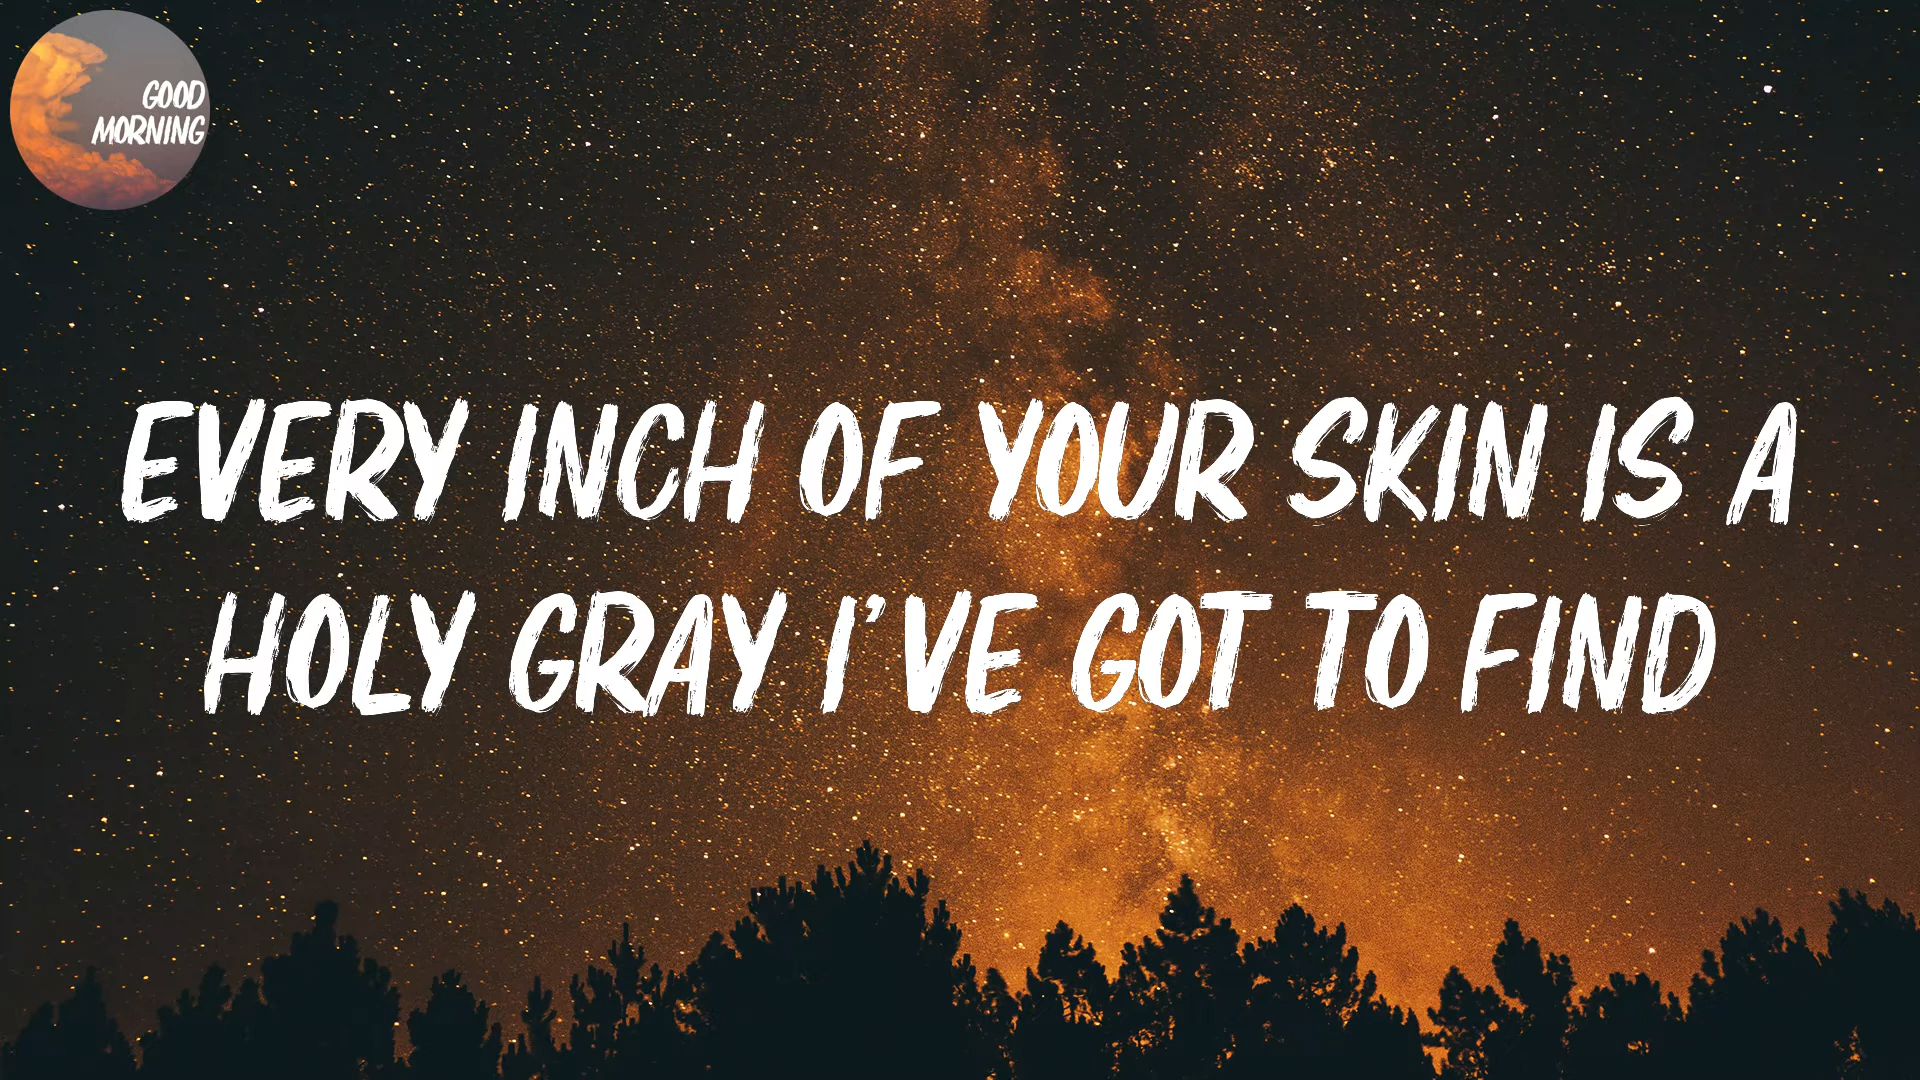 GOOD
MORNING
EVERY INCH OF YOUR SKIN IS A
HOLY GRAY I'VE GOT TO FIND